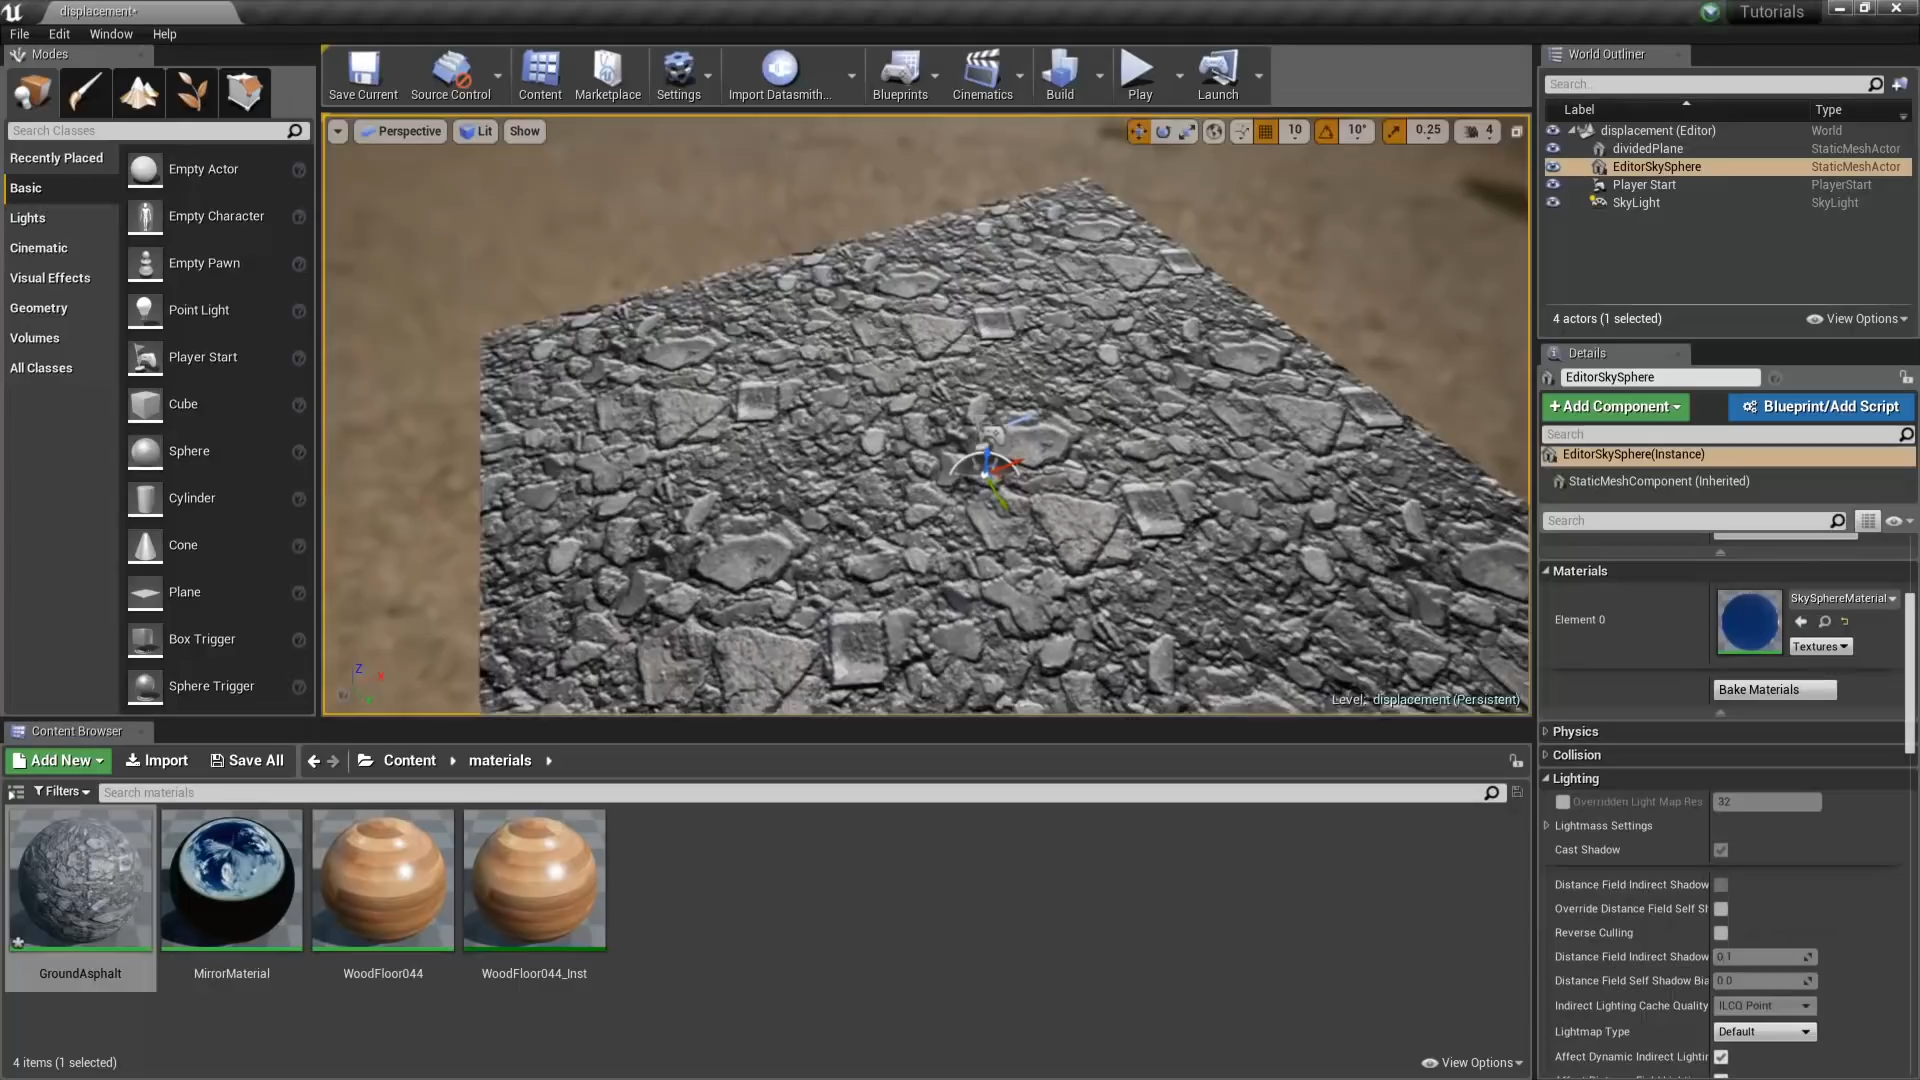 displacement*
Tutorials
File Edit Window Help
Modes
Search Classes
Recently Placed
Basic
Lights
Cinematic
Visual Effects
Geometry
Volumes
All Classes
Empty Actor
Empty Character
Empty Pawn
Point Light
Player Start
Cube
Sphere
Cylinder
Cone
Plane
Box Trigger
Sphere Trigger
Save Current
Source Control
Content
Marketplace
Settings
Import Datasmith...
Blueprints
Cinematics
Build
Play
Launch
Perspective Lit Show
10 10° 0.25 4
Z
X
Level: displacement (Persistent)
World Outliner
Search..
Label Type
displacement (Editor) World
dividedPlane StaticMeshActor
EditorSkySphere StaticMeshActor
Player Start PlayerStart
SkyLight SkyLight
4 actors (1 selected) View Options
Details
EditorSkySphere
+Add Component Blueprint/Add Script
Search
EditorSkySphere(Instance)
StaticMeshComponent (Inherited)
Search
Materials
Element 0
SkySphereMaterial
Textures
Bake Materials
Physics
Collision
Lighting
Overridden Light Map Res 32
Lightmass Settings
Cast Shadow
Distance Field Indirect Shadow
Override Distance Field Self Sh
Reverse Culling
Distance Field Indirect Shadow 0.1
Distance Field Self Shadow Bia 0.0
Indirect Lighting Cache Quality ILCQ Point
Lightmap Type Default
Affect Dynamic Indirect Lightin
Content Browser
Add New Import Save All Content materials
Filters Search materials
GroundAsphalt
MirrorMaterial
WoodFloor044
WoodFloor044_Inst
4 items (1 selected) View Options